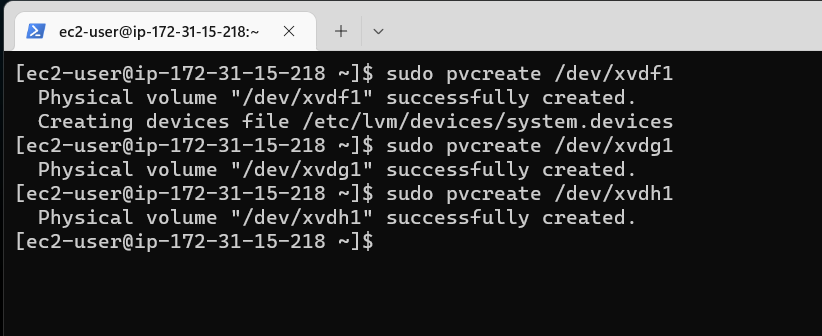 ec2-user@ip-172-31-15-218:~
[ec2-user@ip-172-31-15-218 ~]$ sudo pvcreate /dev/xvdf1
  Physical volume "/dev/xvdf1" successfully created.
  Creating devices file /etc/lvm/devices/system.devices
[ec2-user@ip-172-31-15-218 ~]$ sudo pvcreate /dev/xvdg1
  Physical volume "/dev/xvdg1" successfully created.
[ec2-user@ip-172-31-15-218 ~]$ sudo pvcreate /dev/xvdh1
  Physical volume "/dev/xvdh1" successfully created.
[ec2-user@ip-172-31-15-218 ~]$